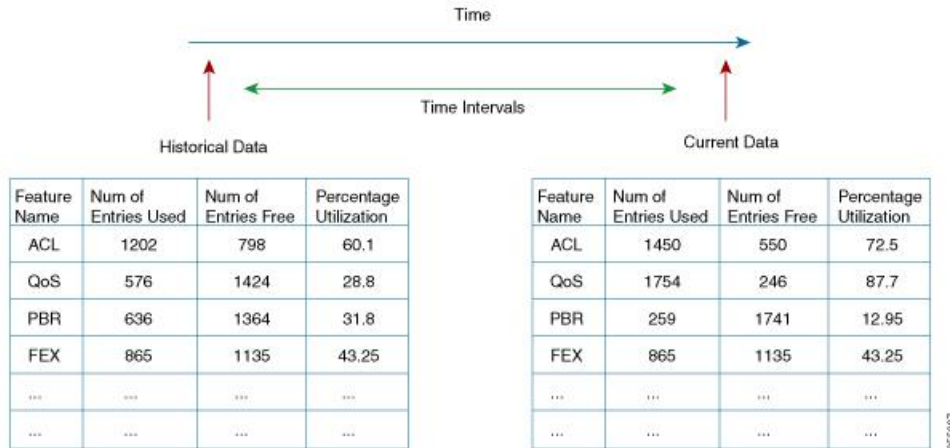 Time
Time Intervals
Historical Data
Current Data
Feature Name Num of Entries Used Num of Entries Free Percentage Utilization
ACL 1202 798 60.1
QoS 576 1424 28.8
PBR 636 1364 31.8
FEX 865 1135 43.25
... ... ... ...
... ... ... ...
Feature Name Num of Entries Used Num of Entries Free Percentage Utilization
ACL 1450 550 72.5
QoS 1754 246 87.7
PBR 259 1741 12.95
FEX 865 1135 43.25
... ... ... ...
... ... ... ...